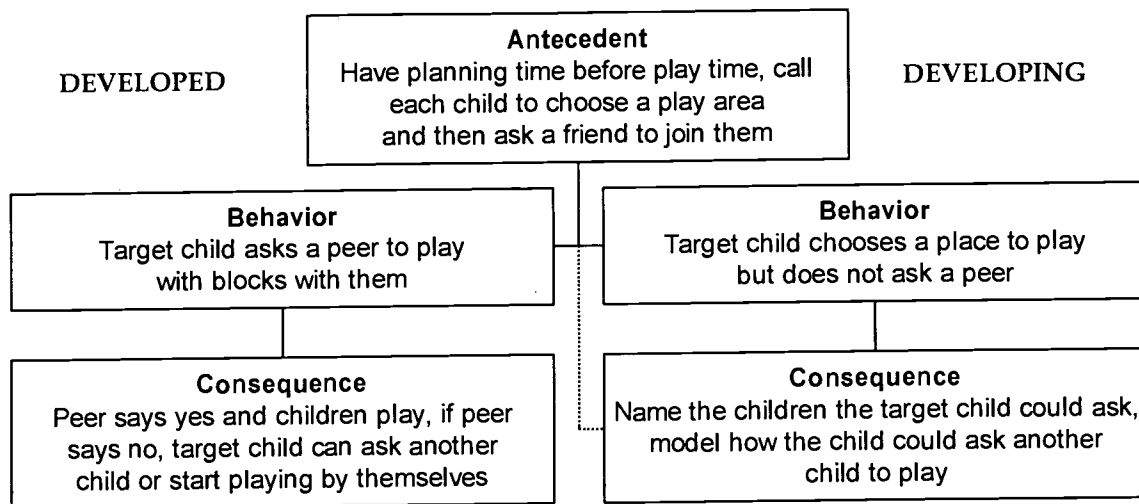 DEVELOPED
Antecedent
Have planning time before play time, call
each child to choose a play area
and then ask a friend to join them
DEVELOPING
Behavior
Target child asks a peer to play
with blocks with them
Behavior
Target child chooses a place to play
but does not ask a peer
Consequence
Peer says yes and children play, if peer
says no, target child can ask another
child or start playing by themselves
Consequence
Name the children the target child could ask,
model how the child could ask another
child to play